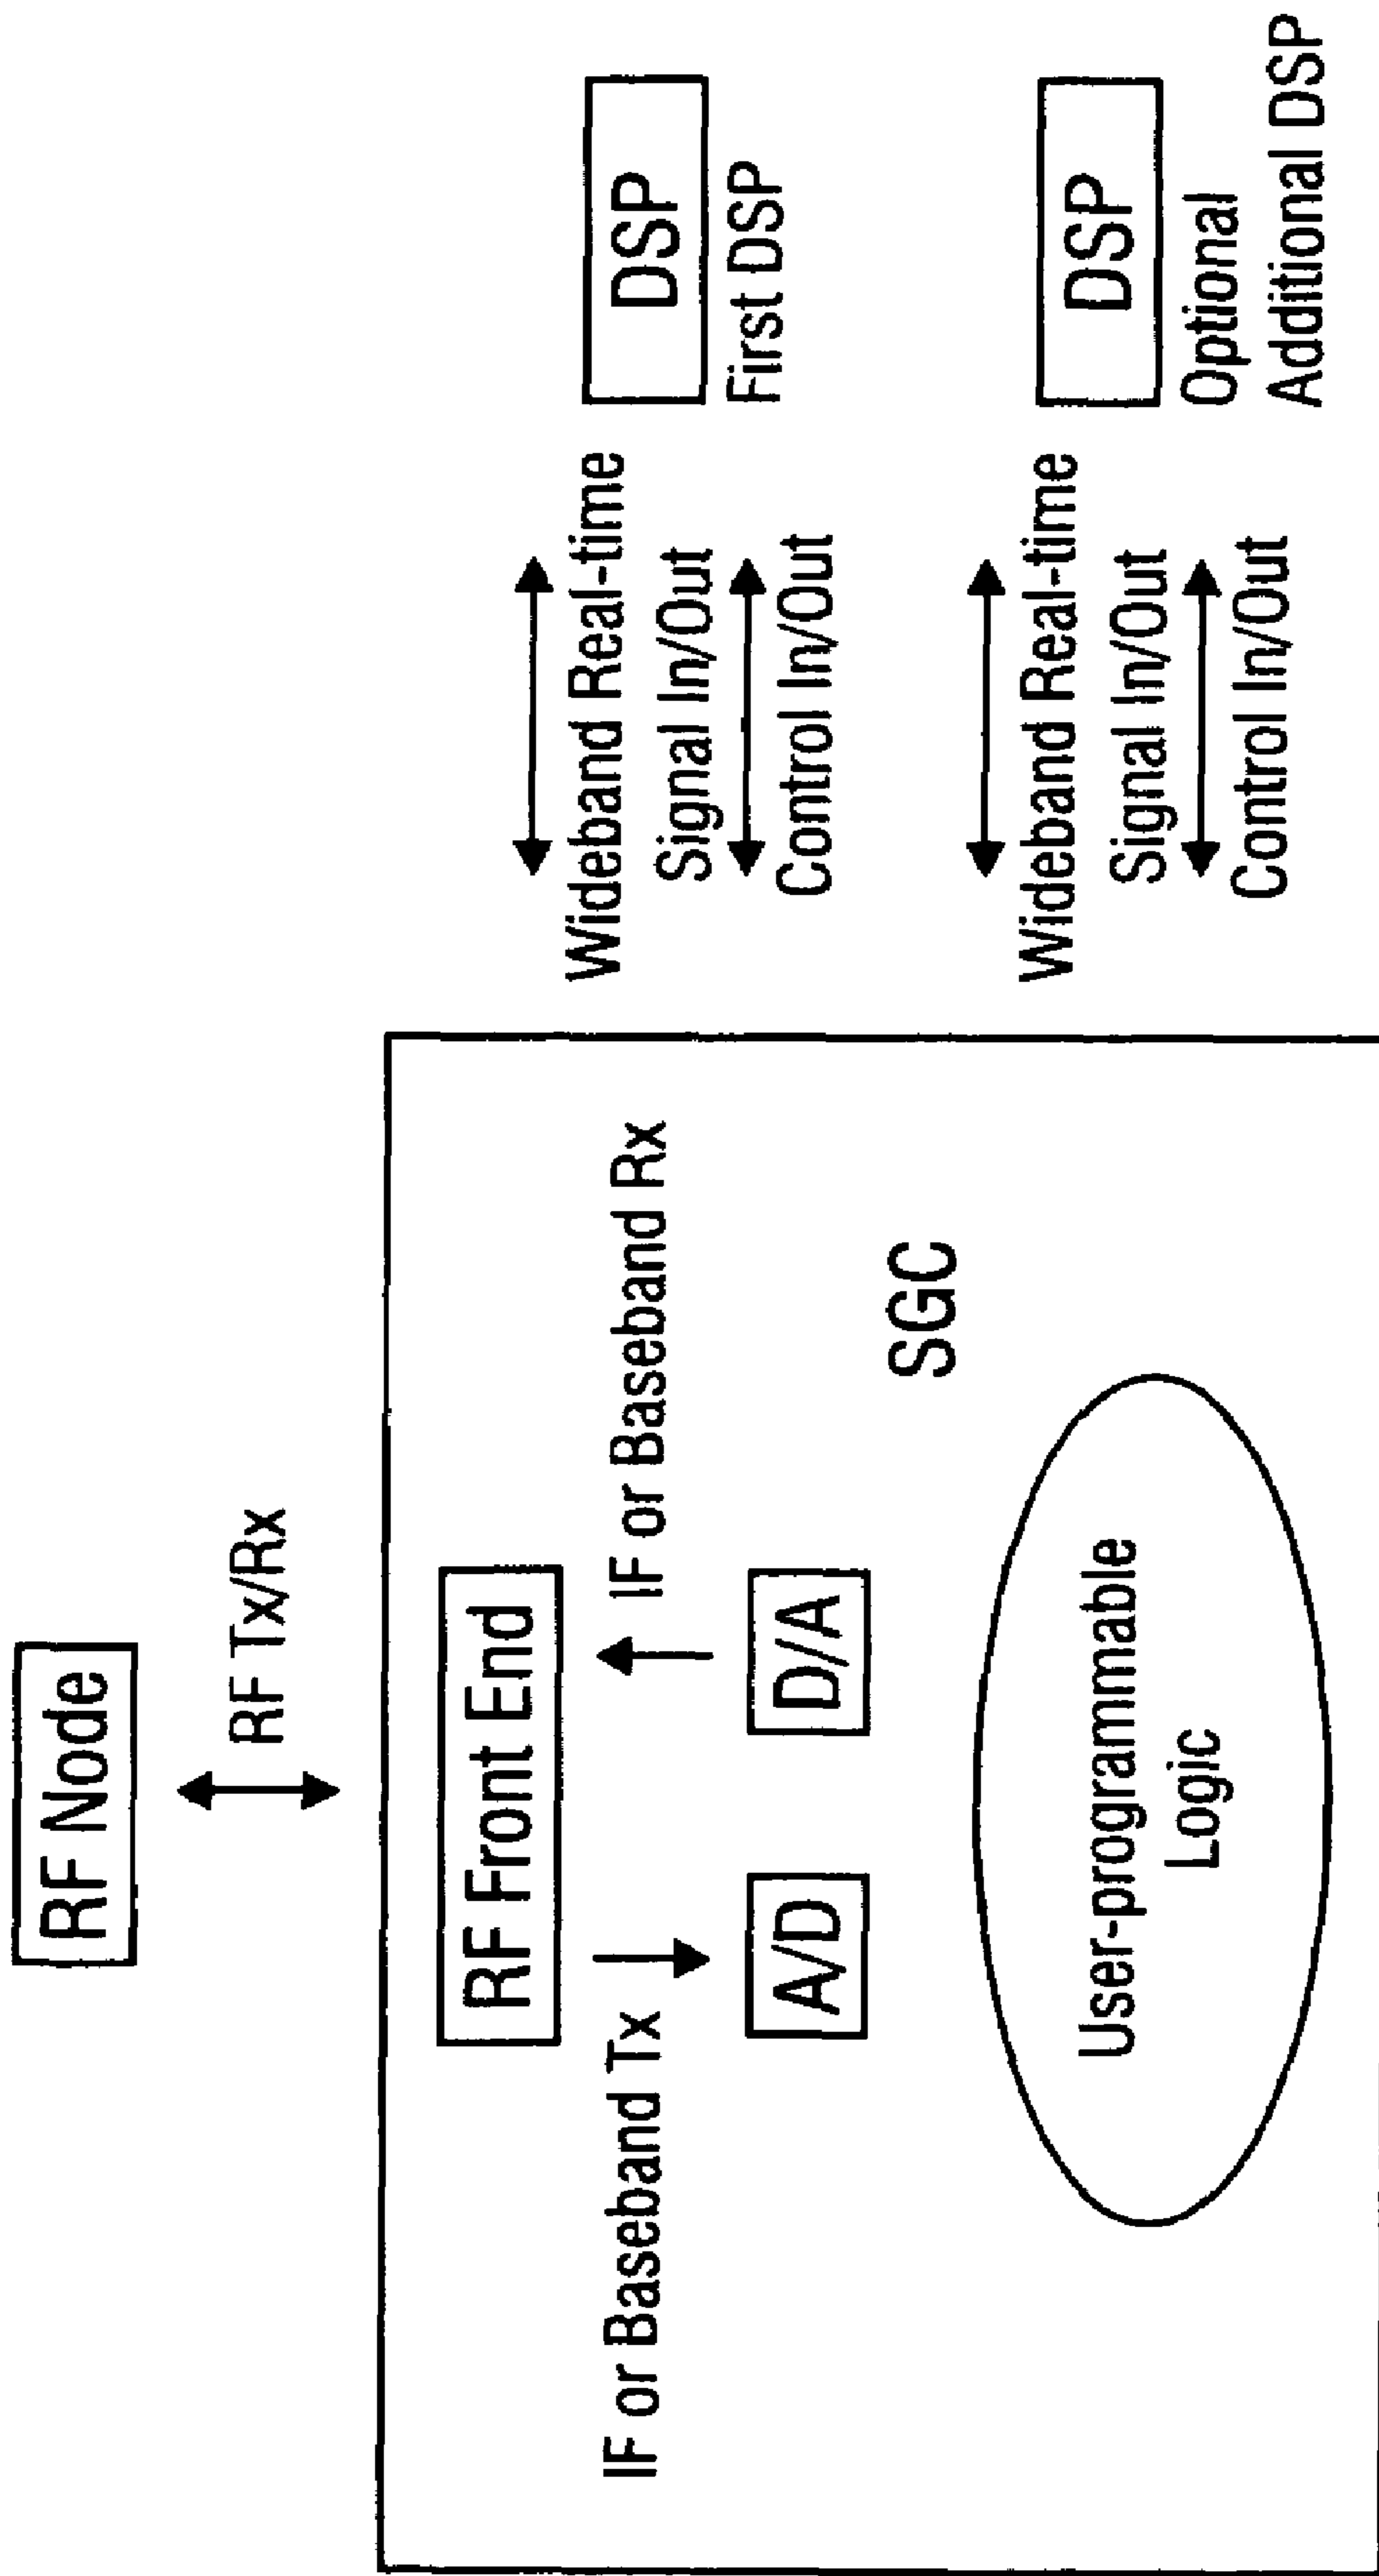 RF Node
RF Tx/Rx
RF Front End
IF or Baseband Tx
IF or Baseband Rx
A/D
D/A
SGC
User-programmable
Logic
Wideband Real-time
Signal In/Out
Control In/Out
DSP
First DSP
Wideband Real-time
Signal In/Out
Control In/Out
DSP
Optional
Additional DSP